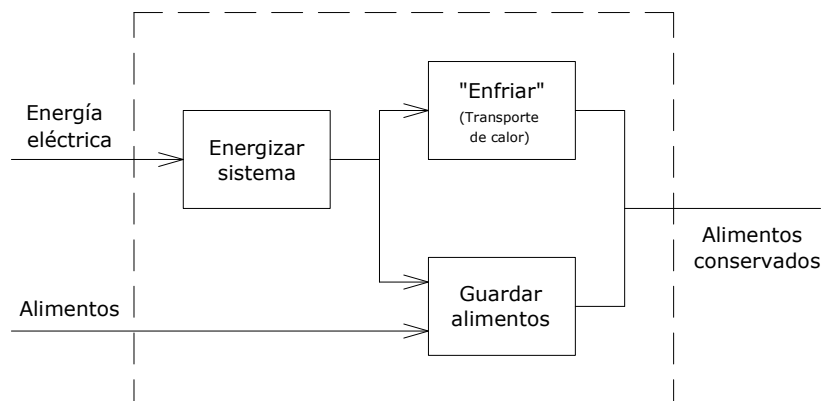 Energía
eléctrica
Energizar
sistema
"Enfriar"
(Transporte
de calor)
Alimentos
Guardar
alimentos
Alimentos
conservados